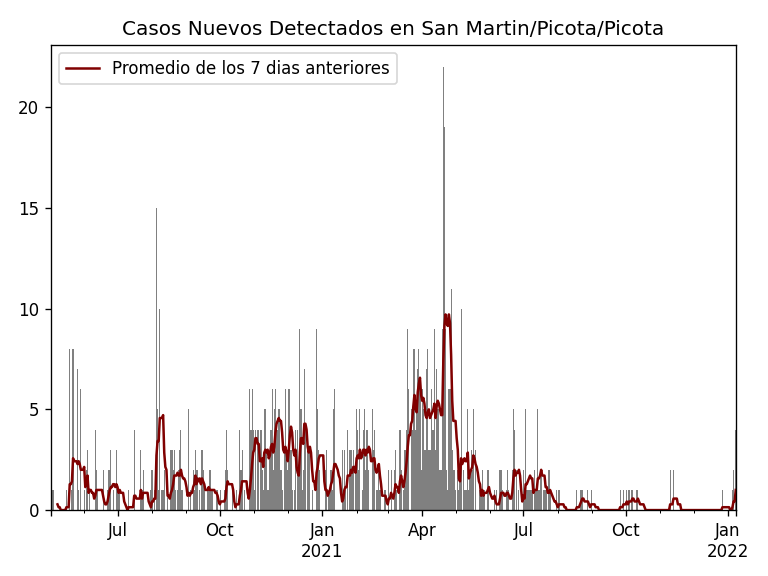 Casos Nuevos Detectados en San Martin/Picota/Picota
Promedio de los 7 dias anteriores
20
15
10
5
0
Jul Oct Jan Apr Jul Oct Jan
2021 2022